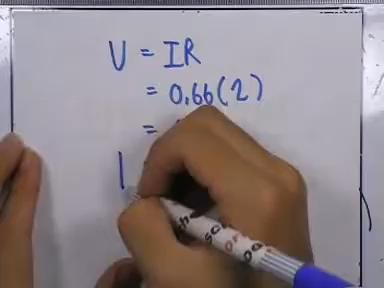 V = IR
= 0.66(2)
=